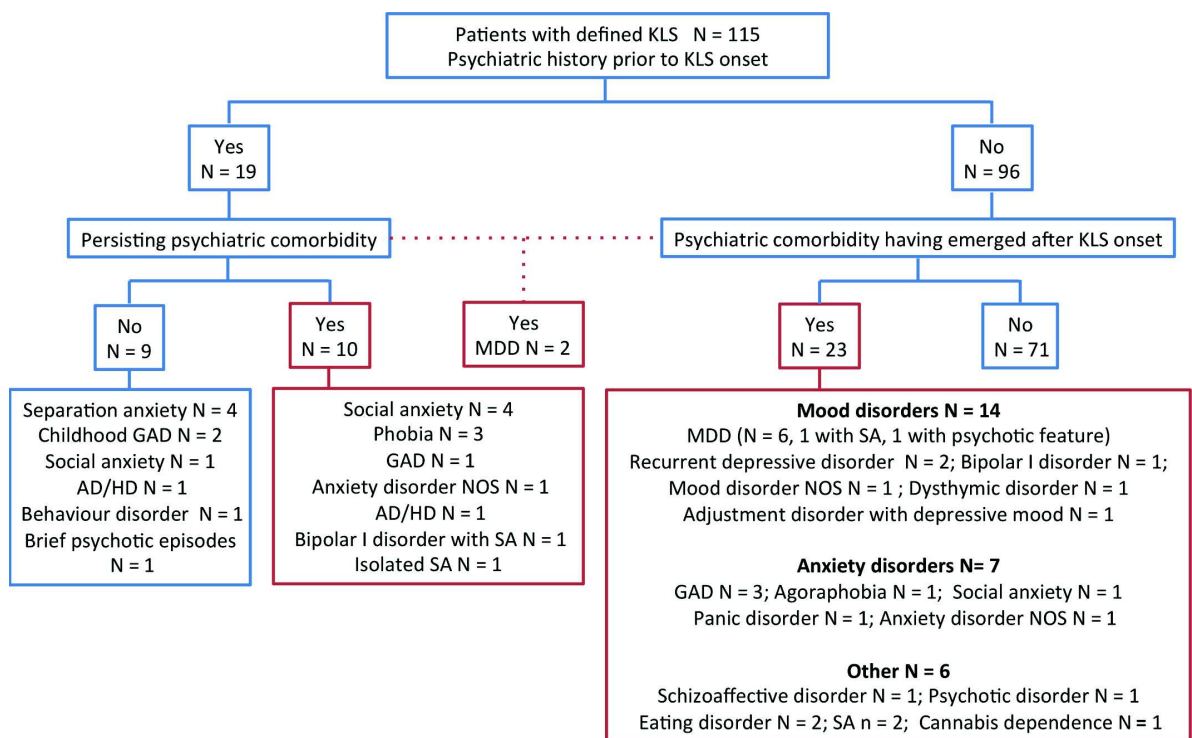 Patients with defined KLS N = 115
Psychiatric history prior to KLS onset
Yes
N = 19
No
N = 96
Persisting psychiatric comorbidity
Psychiatric comorbidity having emerged after KLS onset
No
N = 9
Yes
N = 10
Yes
MDD N = 2
Yes
N = 23
No
N = 71
Separation anxiety N = 4
Childhood GAD N = 2
Social anxiety N = 1
AD/HD N = 1
Behaviour disorder N = 1
Brief psychotic episodes
N = 1
Social anxiety N = 4
Phobia N = 3
GAD N = 1
Anxiety disorder NOS N = 1
AD/HD N = 1
Bipolar I disorder with SA N = 1
Isolated SA N = 1
Mood disorders N = 14
MDD (N = 6, 1 with SA, 1 with psychotic feature)
Recurrent depressive disorder N = 2; Bipolar I disorder N = 1;
Mood disorder NOS N = 1 ; Dysthymic disorder N = 1
Adjustment disorder with depressive mood N = 1
Anxiety disorders N= 7
GAD N = 3; Agoraphobia N = 1; Social anxiety N = 1
Panic disorder N = 1; Anxiety disorder NOS N = 1
Other N = 6
Schizoaffective disorder N = 1; Psychotic disorder N = 1
Eating disorder N = 2; SA n = 2; Cannabis dependence N = 1